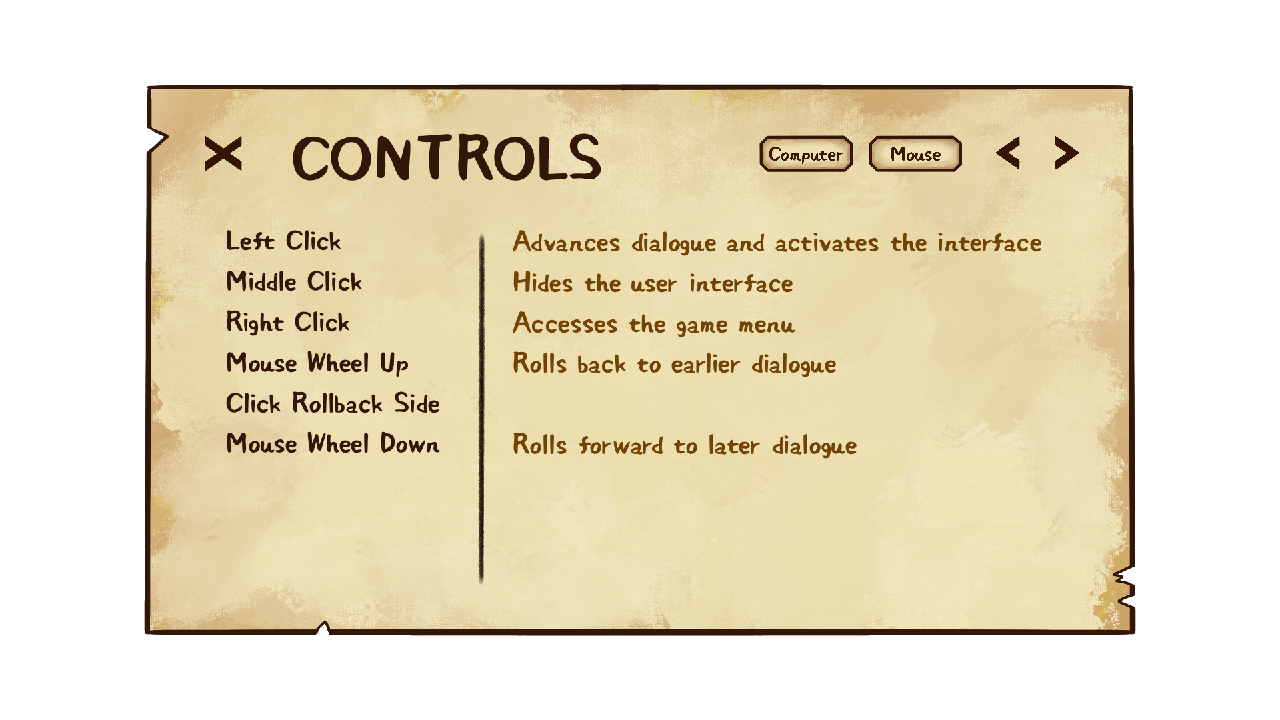 CONTROLS
Computer
Mouse
Left Click
Advances dialogue and activates the interface
Middle Click
Hides the user interface
Right Click
Accesses the game menu
Mouse Wheel Up
Rolls back to earlier dialogue
Click Rollback Side
Mouse Wheel Down
Rolls forward to later dialogue